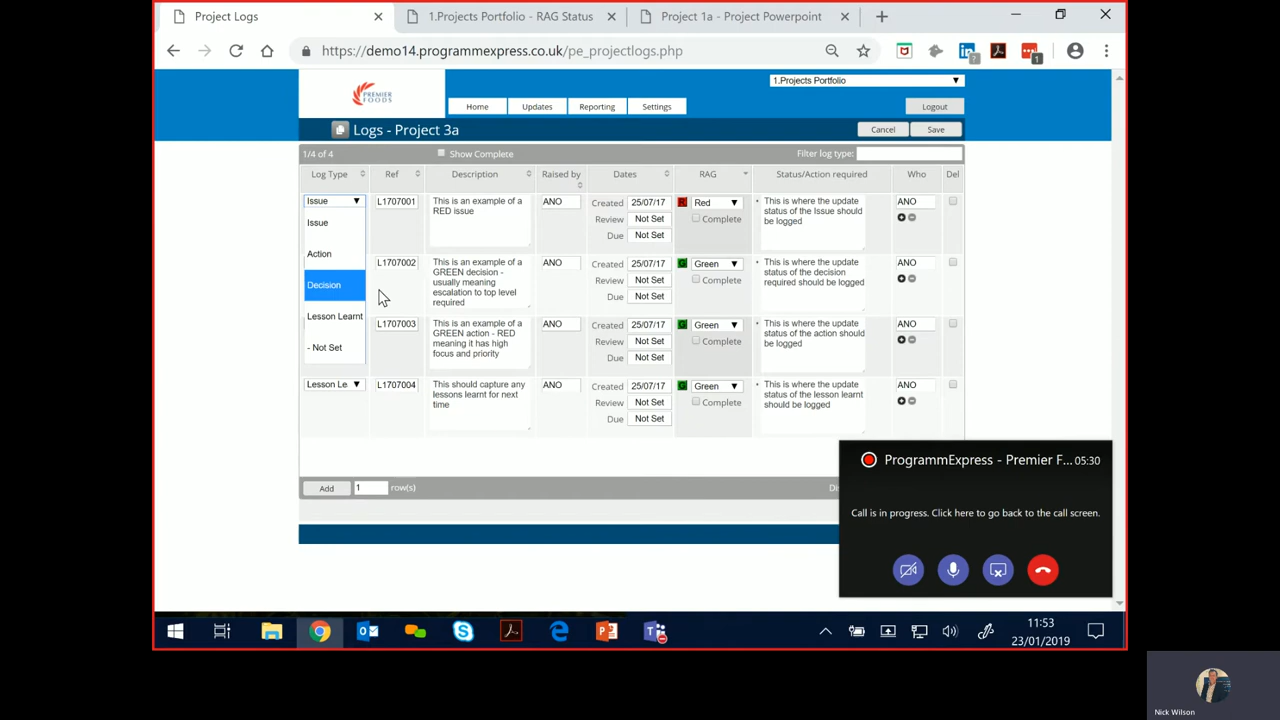 Project Logs
1.Projects Portfolio - RAG Status
Project 1a - Project Powerpoint
https://demo14.programmexpress.co.uk/pe_projectlogs.php
PREMIER
FOODS
1.Projects Portfolio
Home
Updates
Reporting
Settings
Logout
Logs - Project 3a
Cancel
Save
1/4 of 4
Show Complete
Filter log type:
Log Type
Ref
Description
Raised by
Dates
RAG
Status/Action required
Who
Del
Issue
L1707001
This is an example of a
RED issue
ANO
Created 25/07/17
Review Not Set
Due Not Set
R Red
Complete
This is where the update
status of the Issue should
be logged
ANO
Issue
Action
Decision
Lesson Learnt
- Not Set
L1707002
This is an example of a
GREEN decision -
usually meaning
escalation to top level
required
ANO
Created 25/07/17
Review Not Set
Due Not Set
G Green
Complete
This is where the update
status of the decision
required should be logged
ANO
L1707003
This is an example of a
GREEN action - RED
meaning it has high
focus and priority
ANO
Created 25/07/17
Review Not Set
Due Not Set
G Green
Complete
This is where the update
status of the action should
be logged
ANO
Lesson Le
L1707004
This should capture any
lessons learnt for next
time
ANO
Created 25/07/17
Review Not Set
Due Not Set
G Green
Complete
This is where the update
status of the lesson learnt
should be logged
ANO
Add
1
row(s)
Di
ProgrammExpress - Premier F... 05:30
Call is in progress. Click here to go back to the call screen.
11:53
23/01/2019
Nick Wilson